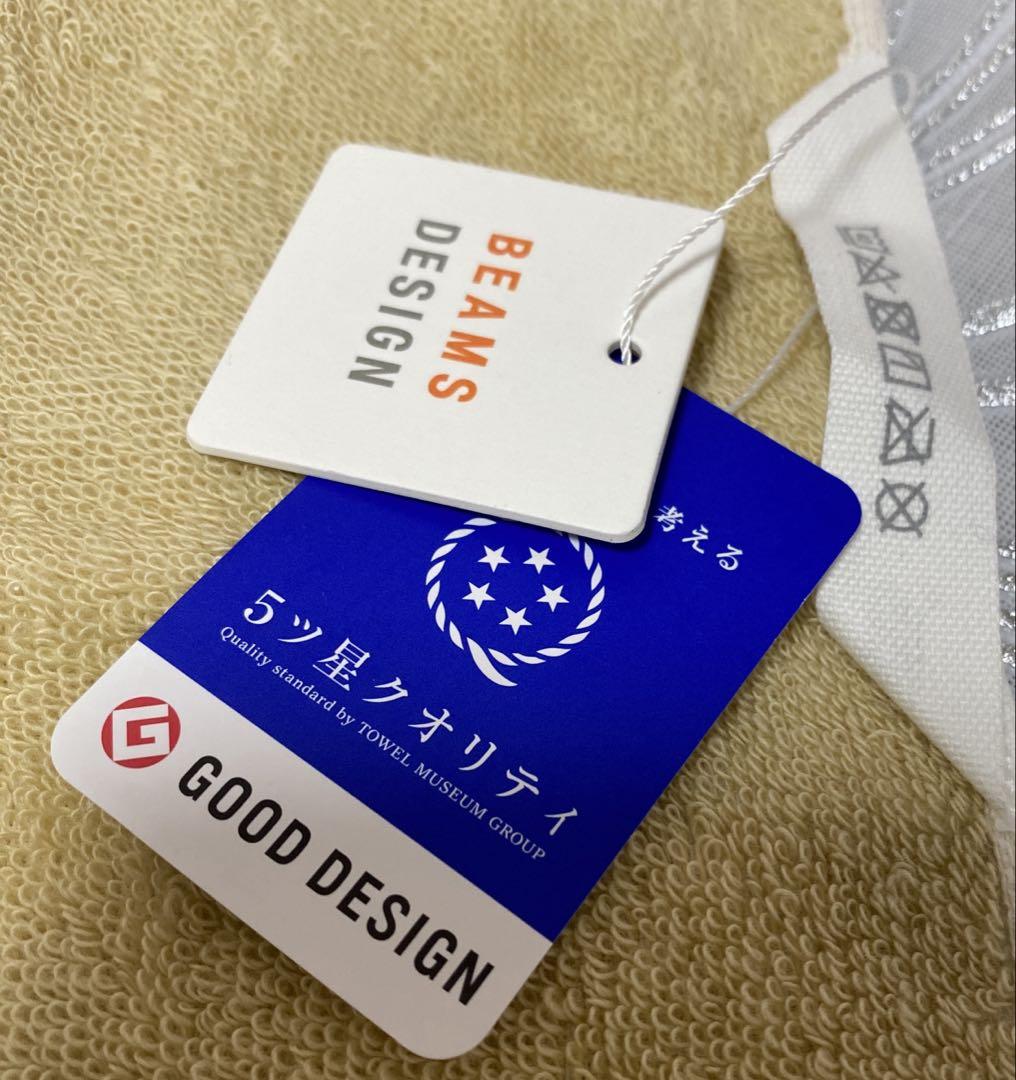 BEAMS
DESIGN
考える
5ツ星クオリティ
Quality standard by TOWEL MUSEUM GROUP
G
GOOD DESIGN